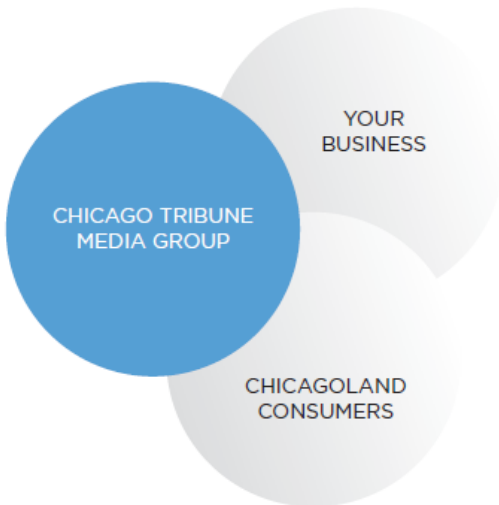 YOUR
BUSINESS
CHICAGO TRIBUNE
MEDIA GROUP
CHICAGOLAND
CONSUMERS